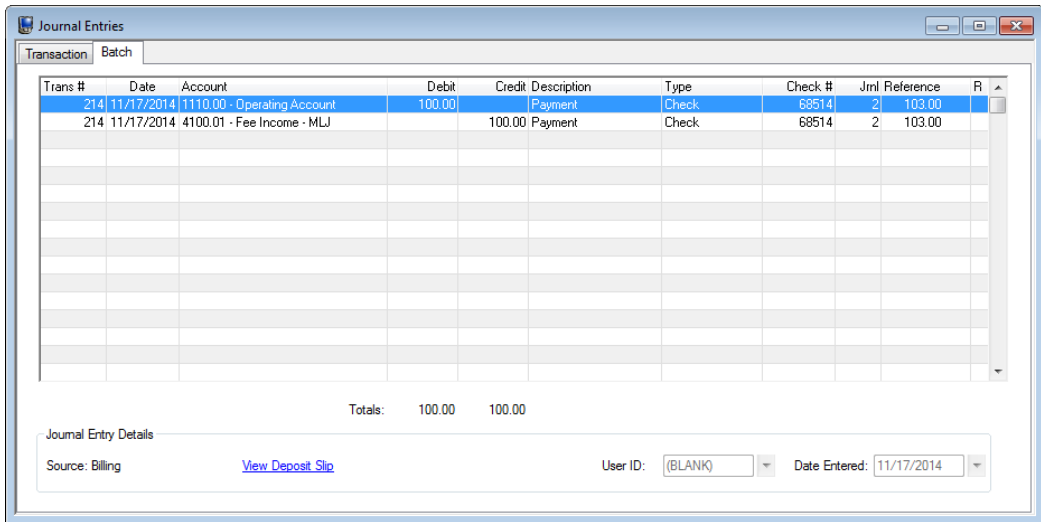 Journal Entries
Transaction Batch
Trans # Date Account Debit Credit Description Type Check # Jrnl Reference R
214 11/17/2014 1110.00 - Operating Account 100.00 Payment Check 68514 2 103.00
214 11/17/2014 4100.01 - Fee Income - MLJ 100.00 Payment Check 68514 2 103.00
Totals: 100.00 100.00
Journal Entry Details
Source: Billing View Deposit Slip User ID: (BLANK) Date Entered: 11/17/2014